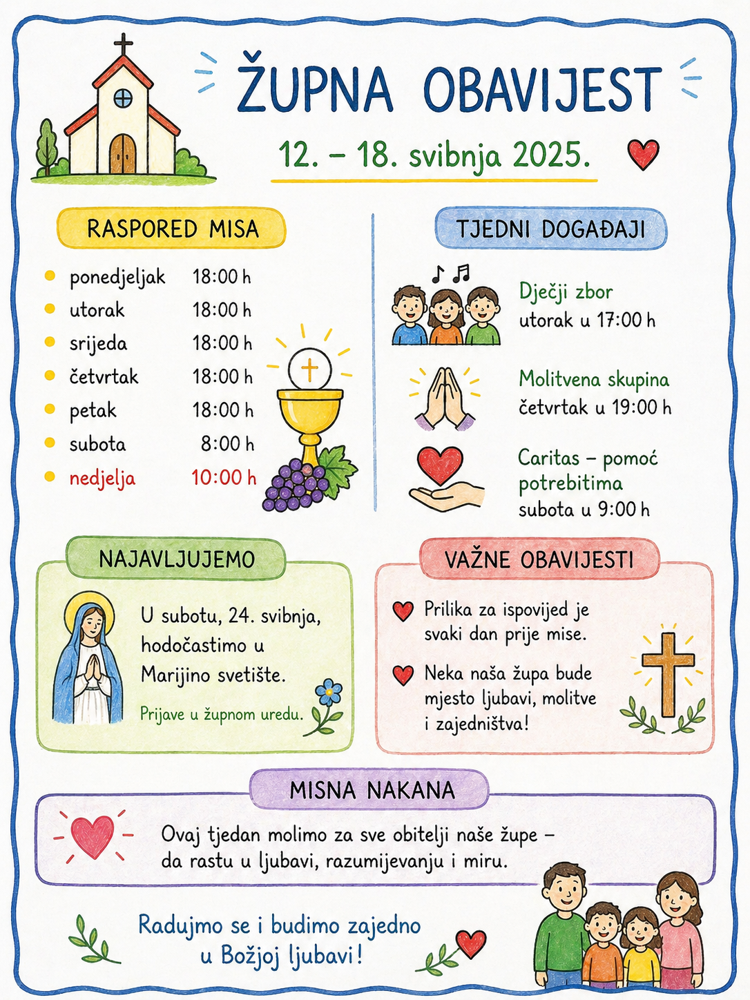 ŽUPNA OBAVIJEST
12. – 18. svibnja 2025.
RASPORED MISA
ponedjeljak 18:00 h
utorak 18:00 h
srijeda 18:00 h
četvrtak 18:00 h
petak 18:00 h
subota 8:00 h
nedjelja 10:00 h
TJEDNI DOGAĐAJI
Dječji zbor
utorak u 17:00 h
Molitvena skupina
četvrtak u 19:00 h
Caritas – pomoć
potrebitima
subota u 9:00 h
NAJAVLJUJEMO
U subotu, 24. svibnja,
hodočastimo u
Marijino svetište.
Prijave u župnom uredu.
VAŽNE OBAVIJESTI
Prilika za ispovijed je
svaki dan prije mise.
Neka naša župa bude
mjesto ljubavi, molitve
i zajedništva!
MISNA NAKANA
Ovaj tjedan molimo za sve obitelji naše župe –
da rastu u ljubavi, razumijevanju i miru.
Radujmo se i budimo zajedno
u Božjoj ljubavi!